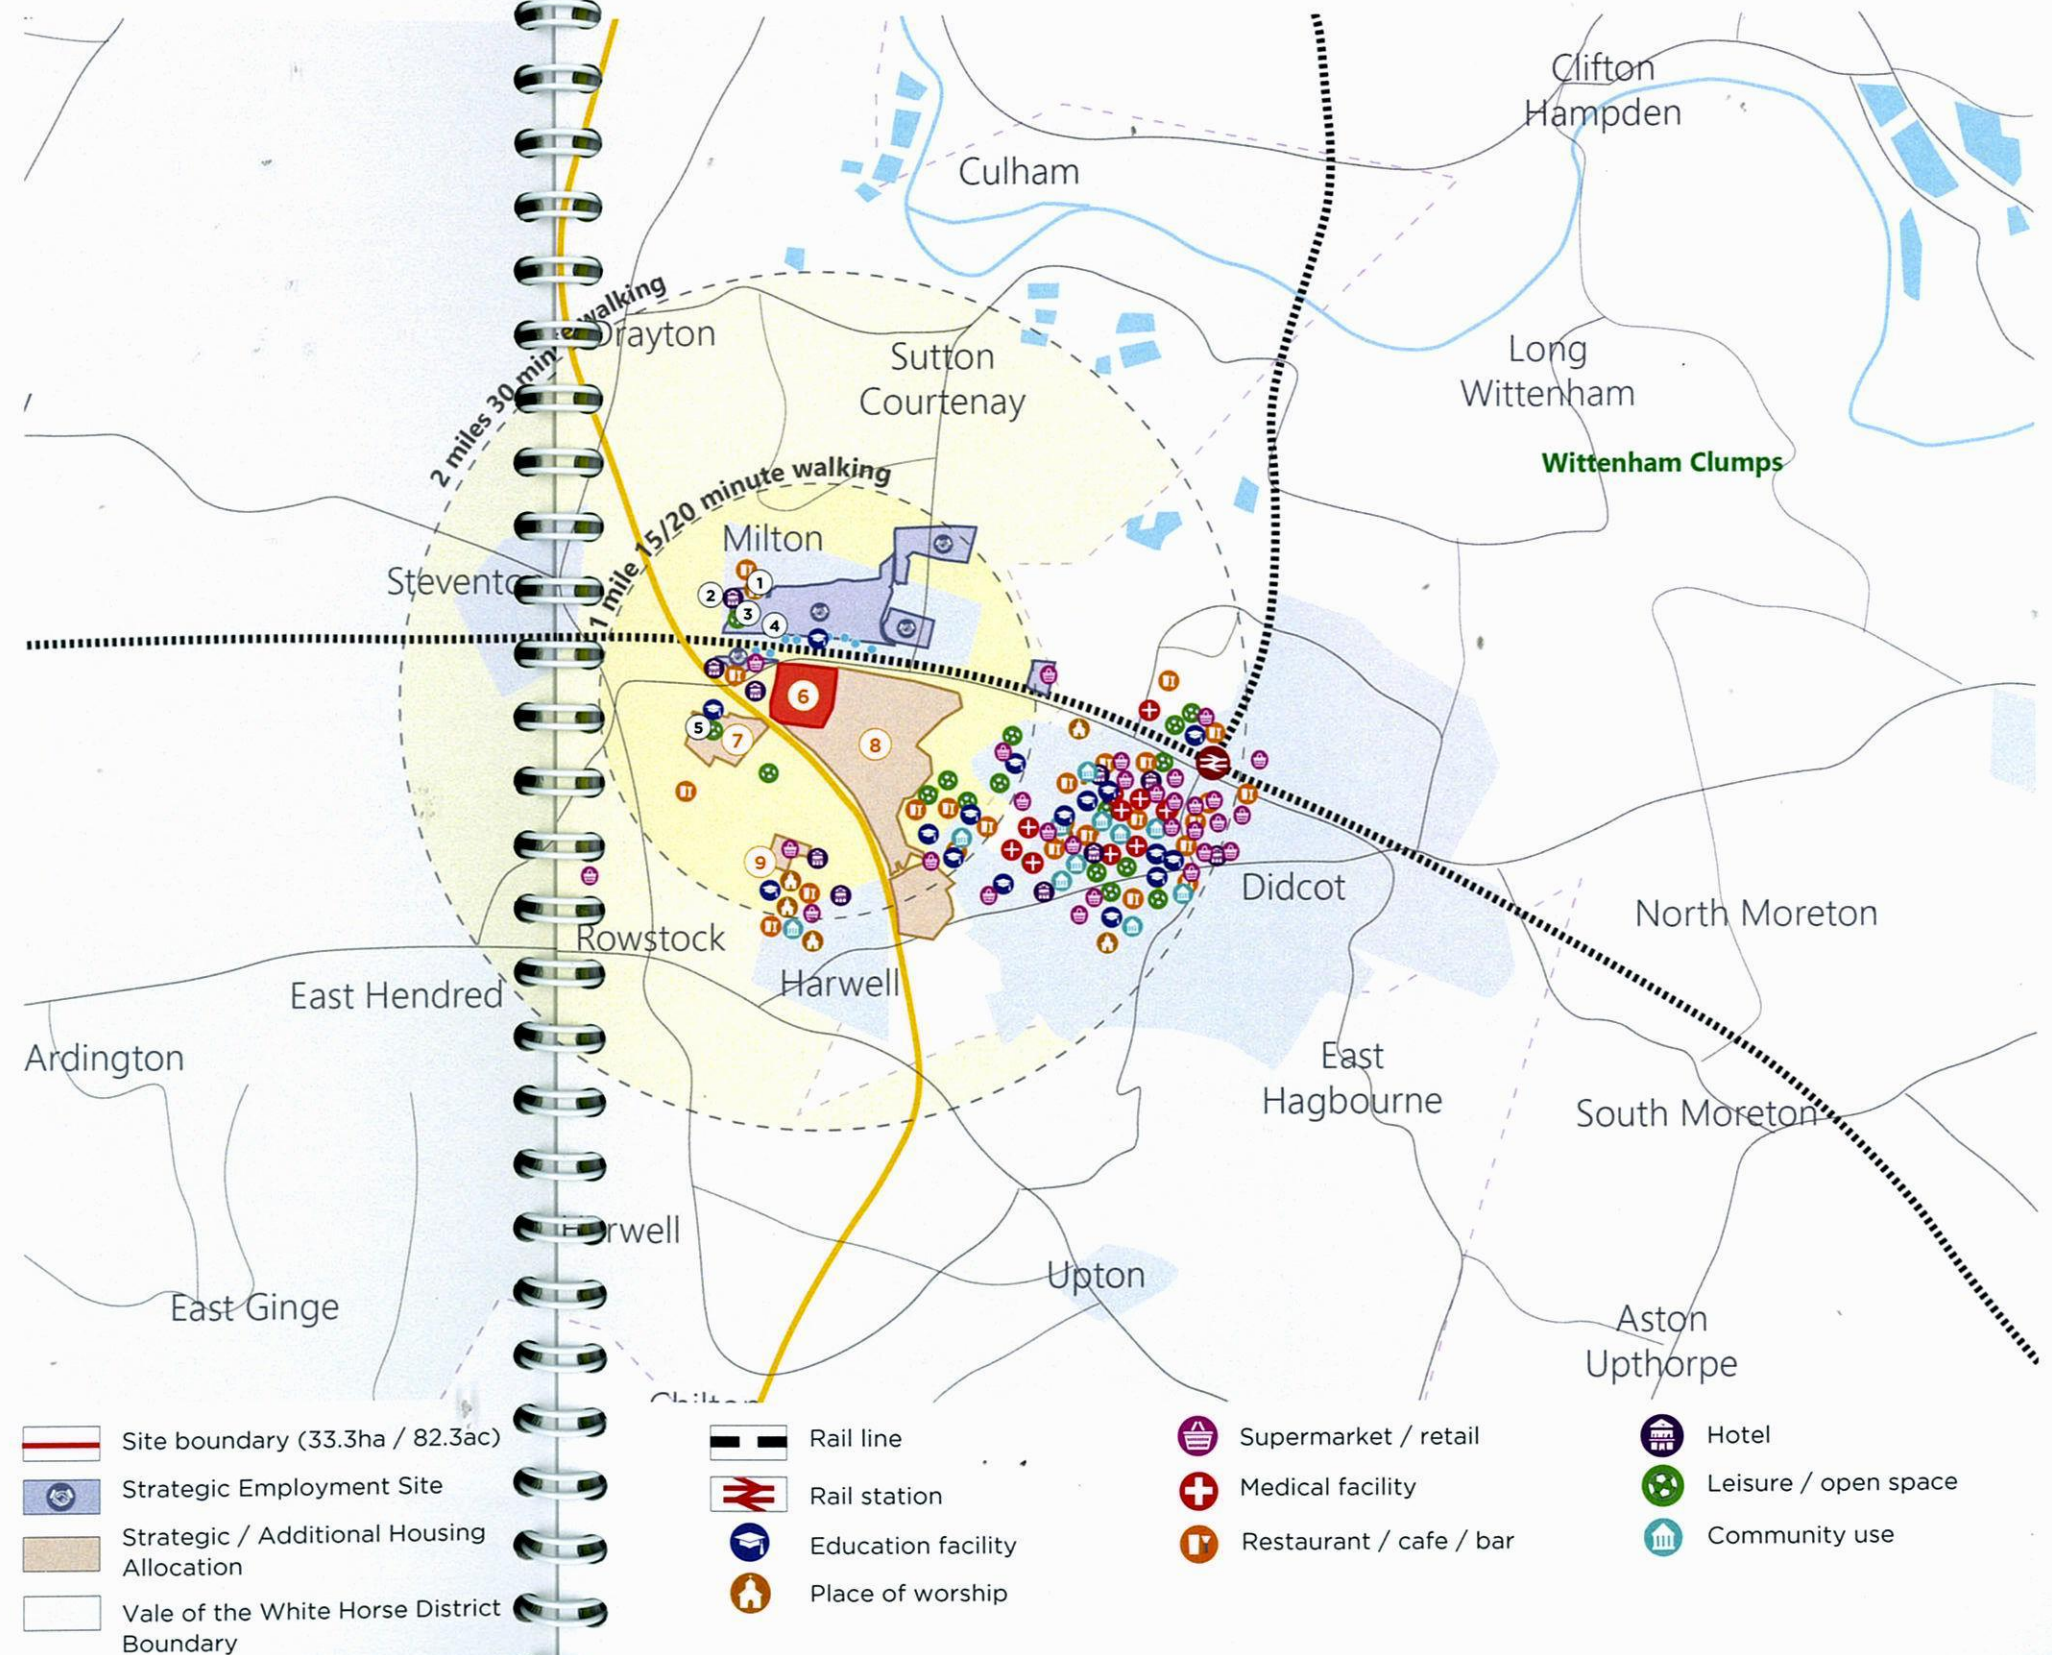 Clifton
Hampden
Culham
2 miles 30 min
e walking
Drayton
Sutton
Courtenay
Long
Wittenham
Wittenham Clumps
1 mile 15/20 minute walking
Milton
Stevento
1
2
3
4
5
6
7
8
9
Didcot
North Moreton
Rowstock
Harwell
East Hendred
Ardington
East
Hagbourne
South Moreton
H rwell
Upton
East Ginge
Aston
Upthorpe
Chilton
Site boundary (33.3ha / 82.3ac)
Strategic Employment Site
Strategic / Additional Housing
Allocation
Vale of the White Horse District
Boundary
Rail line
Rail station
Education facility
Place of worship
Supermarket / retail
Medical facility
Restaurant / cafe / bar
Hotel
Leisure / open space
Community use